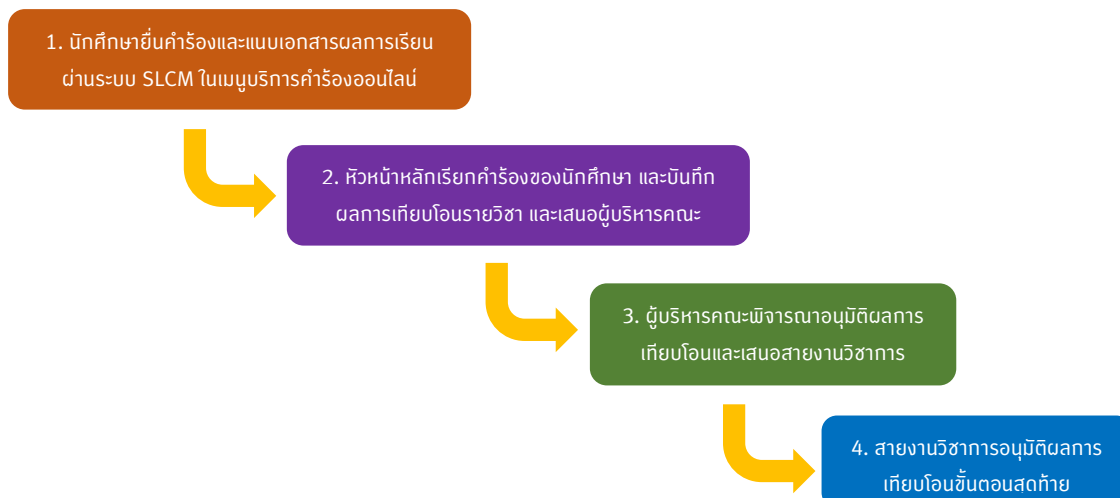 1. นักศึกษายื่นคำร้องและแนบเอกสารผลการเรียน
ผ่านระบบ SLCM ในเมนูบริการคำร้องออนไลน์
2. หัวหน้าหลักเรียกคำร้องของนักศึกษา และบันทึก
ผลการเทียบโอนรายวิชา และเสนอผู้บริหารคณะ
3. ผู้บริหารคณะพิจารณาอนุมัติผลการ
เทียบโอนและเสนอสายงานวิชาการ
4. สายงานวิชาการอนุมัติผลการ
เทียบโอนขั้นตอนสุดท้าย